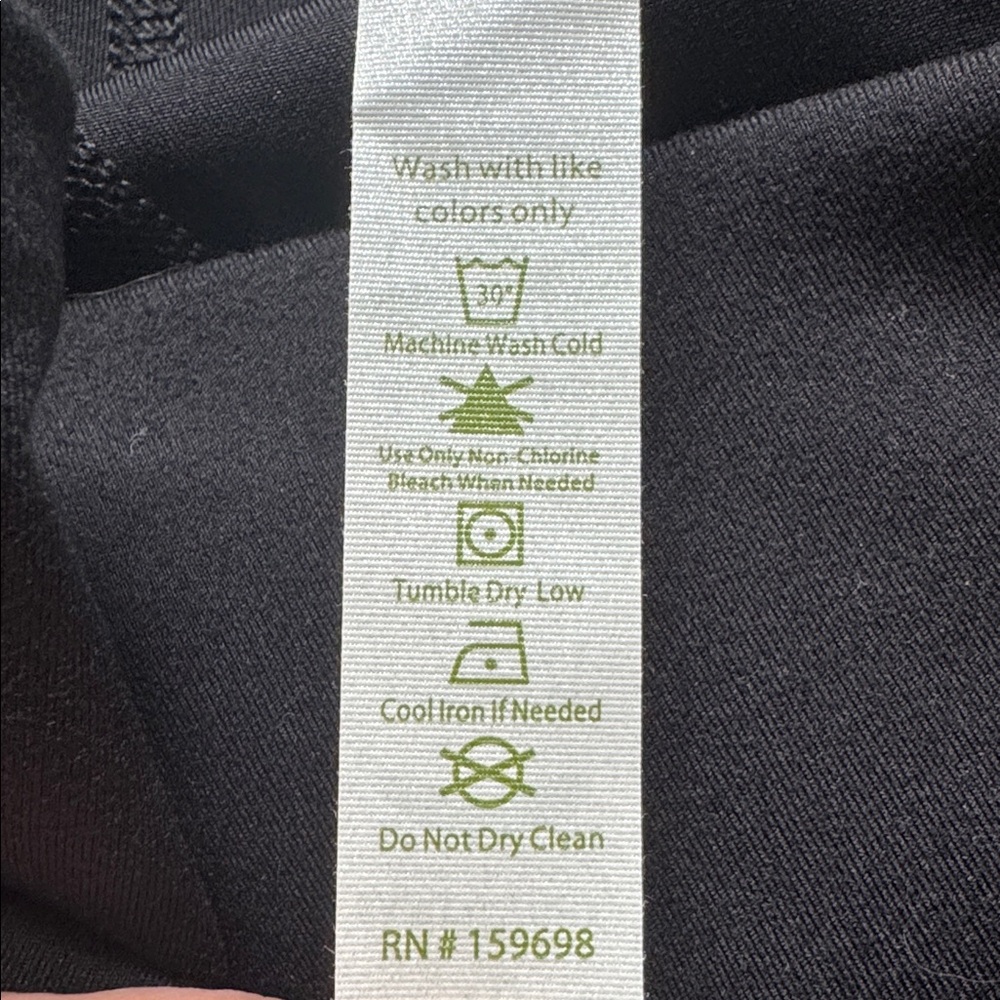 Wash with like
colors only
30°
Machine Wash Cold
Use Only Non-Chlorine
Bleach When Needed
Tumble Dry Low
Cool Iron If Needed
Do Not Dry Clean
RN # 159698